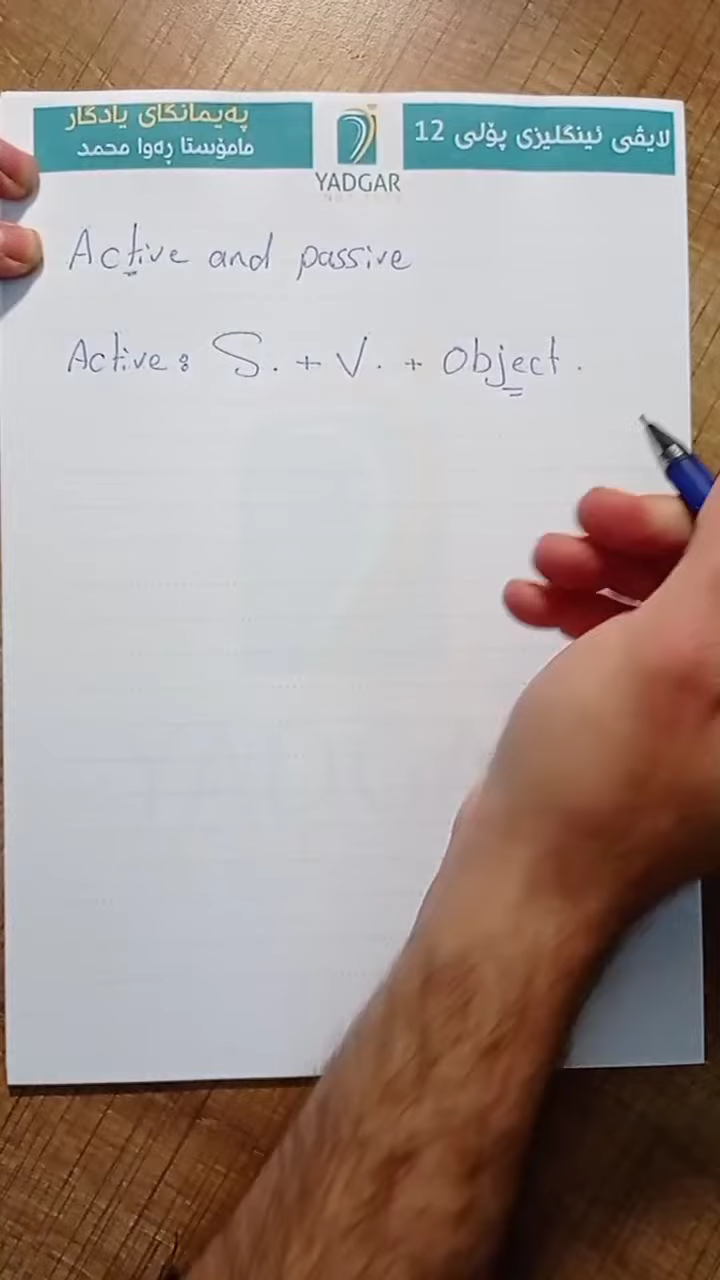 پەیمانگای یادگار
مامۆستا ڕەوا محمد
YADGAR
لایڤی ئینگلیزی پۆلی 12
Active and passive
Active: S. + V. + Object.